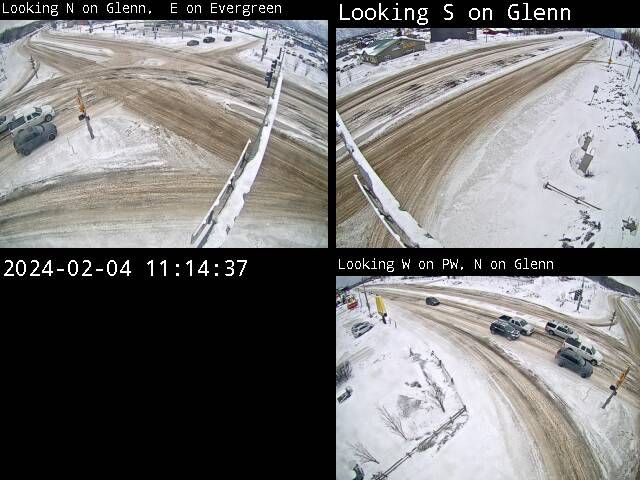 Looking N on Glenn, E on Evergreen
Looking S on Glenn
2024-02-04 11:14:37
Looking W on PW, N on Glenn